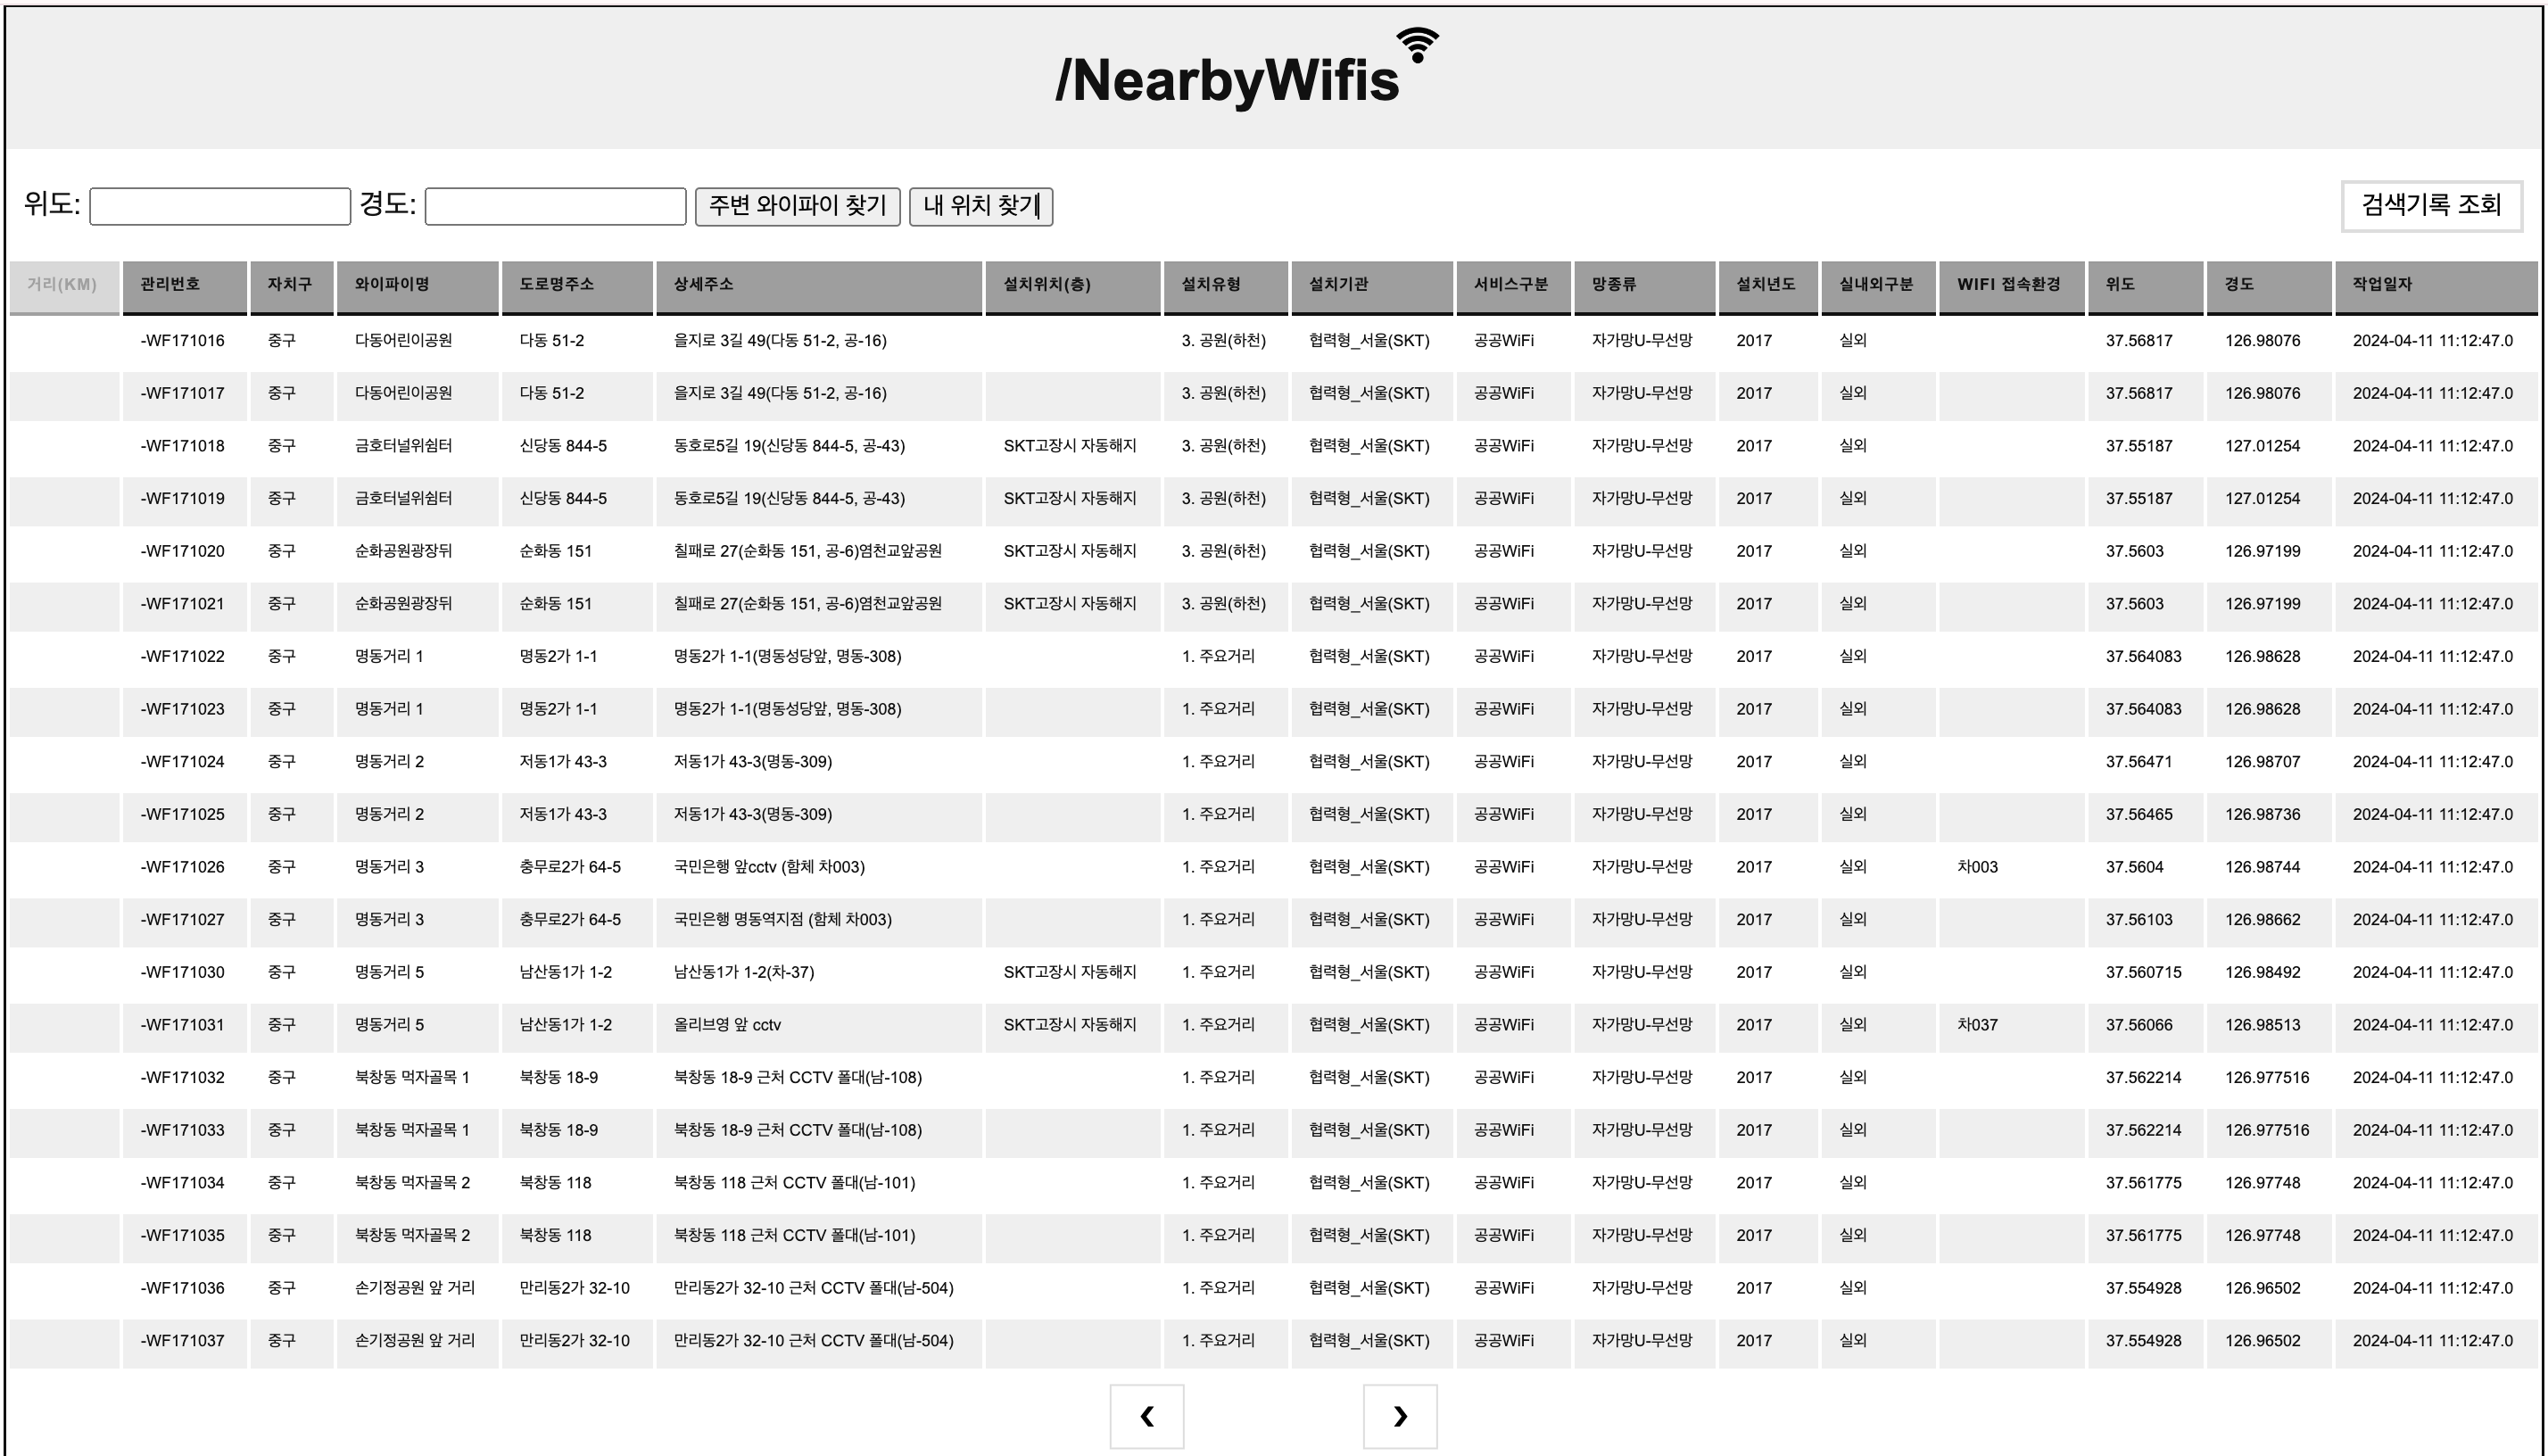 /NearbyWifis
위도: 경도: 주변 와이파이 찾기 내 위치 찾기 검색기록 조회
거리(KM) 관리번호 자치구 와이파이명 도로명주소 상세주소 설치위치(층) 설치유형 설치기관 서비스구분 망종류 설치년도 실내외구분 WIFI 접속환경 위도 경도 작업일자
-WF171016 중구 다동어린이공원 다동 51-2 을지로 3길 49(다동 51-2, 공-16) 3. 공원(하천) 협력형_서울(SKT) 공공WiFi 자가망U-무선망 2017 실외 37.56817 126.98076 2024-04-11 11:12:47.0
-WF171017 중구 다동어린이공원 다동 51-2 을지로 3길 49(다동 51-2, 공-16) 3. 공원(하천) 협력형_서울(SKT) 공공WiFi 자가망U-무선망 2017 실외 37.56817 126.98076 2024-04-11 11:12:47.0
-WF171018 중구 금호터널위쉼터 신당동 844-5 동호로5길 19(신당동 844-5, 공-43) SKT고장시 자동해지 3. 공원(하천) 협력형_서울(SKT) 공공WiFi 자가망U-무선망 2017 실외 37.55187 127.01254 2024-04-11 11:12:47.0
-WF171019 중구 금호터널위쉼터 신당동 844-5 동호로5길 19(신당동 844-5, 공-43) SKT고장시 자동해지 3. 공원(하천) 협력형_서울(SKT) 공공WiFi 자가망U-무선망 2017 실외 37.55187 127.01254 2024-04-11 11:12:47.0
-WF171020 중구 순화공원광장뒤 순화동 151 칠패로 27(순화동 151, 공-6)염천교앞공원 SKT고장시 자동해지 3. 공원(하천) 협력형_서울(SKT) 공공WiFi 자가망U-무선망 2017 실외 37.5603 126.97199 2024-04-11 11:12:47.0
-WF171021 중구 순화공원광장뒤 순화동 151 칠패로 27(순화동 151, 공-6)염천교앞공원 SKT고장시 자동해지 3. 공원(하천) 협력형_서울(SKT) 공공WiFi 자가망U-무선망 2017 실외 37.5603 126.97199 2024-04-11 11:12:47.0
-WF171022 중구 명동거리 1 명동2가 1-1 명동2가 1-1(명동성당앞, 명동-308) 1. 주요거리 협력형_서울(SKT) 공공WiFi 자가망U-무선망 2017 실외 37.564083 126.98628 2024-04-11 11:12:47.0
-WF171023 중구 명동거리 1 명동2가 1-1 명동2가 1-1(명동성당앞, 명동-308) 1. 주요거리 협력형_서울(SKT) 공공WiFi 자가망U-무선망 2017 실외 37.564083 126.98628 2024-04-11 11:12:47.0
-WF171024 중구 명동거리 2 저동1가 43-3 저동1가 43-3(명동-309) 1. 주요거리 협력형_서울(SKT) 공공WiFi 자가망U-무선망 2017 실외 37.56471 126.98707 2024-04-11 11:12:47.0
-WF171025 중구 명동거리 2 저동1가 43-3 저동1가 43-3(명동-309) 1. 주요거리 협력형_서울(SKT) 공공WiFi 자가망U-무선망 2017 실외 37.56465 126.98736 2024-04-11 11:12:47.0
-WF171026 중구 명동거리 3 충무로2가 64-5 국민은행 앞cctv (함체 차003) 1. 주요거리 협력형_서울(SKT) 공공WiFi 자가망U-무선망 2017 실외 차003 37.5604 126.98744 2024-04-11 11:12:47.0
-WF171027 중구 명동거리 3 충무로2가 64-5 국민은행 명동역지점 (함체 차003) 1. 주요거리 협력형_서울(SKT) 공공WiFi 자가망U-무선망 2017 실외 37.56103 126.98662 2024-04-11 11:12:47.0
-WF171030 중구 명동거리 5 남산동1가 1-2 남산동1가 1-2(차-37) SKT고장시 자동해지 1. 주요거리 협력형_서울(SKT) 공공WiFi 자가망U-무선망 2017 실외 37.560715 126.98492 2024-04-11 11:12:47.0
-WF171031 중구 명동거리 5 남산동1가 1-2 올리브영 앞 cctv SKT고장시 자동해지 1. 주요거리 협력형_서울(SKT) 공공WiFi 자가망U-무선망 2017 실외 차037 37.56066 126.98513 2024-04-11 11:12:47.0
-WF171032 중구 북창동 먹자골목 1 북창동 18-9 북창동 18-9 근처 CCTV 폴대(남-108) 1. 주요거리 협력형_서울(SKT) 공공WiFi 자가망U-무선망 2017 실외 37.562214 126.977516 2024-04-11 11:12:47.0
-WF171033 중구 북창동 먹자골목 1 북창동 18-9 북창동 18-9 근처 CCTV 폴대(남-108) 1. 주요거리 협력형_서울(SKT) 공공WiFi 자가망U-무선망 2017 실외 37.562214 126.977516 2024-04-11 11:12:47.0
-WF171034 중구 북창동 먹자골목 2 북창동 118 북창동 118 근처 CCTV 폴대(남-101) 1. 주요거리 협력형_서울(SKT) 공공WiFi 자가망U-무선망 2017 실외 37.561775 126.97748 2024-04-11 11:12:47.0
-WF171035 중구 북창동 먹자골목 2 북창동 118 북창동 118 근처 CCTV 폴대(남-101) 1. 주요거리 협력형_서울(SKT) 공공WiFi 자가망U-무선망 2017 실외 37.561775 126.97748 2024-04-11 11:12:47.0
-WF171036 중구 손기정공원 앞 거리 만리동2가 32-10 만리동2가 32-10 근처 CCTV 폴대(남-504) 1. 주요거리 협력형_서울(SKT) 공공WiFi 자가망U-무선망 2017 실외 37.554928 126.96502 2024-04-11 11:12:47.0
-WF171037 중구 손기정공원 앞 거리 만리동2가 32-10 만리동2가 32-10 근처 CCTV 폴대(남-504) 1. 주요거리 협력형_서울(SKT) 공공WiFi 자가망U-무선망 2017 실외 37.554928 126.96502 2024-04-11 11:12:47.0
❮ ❯